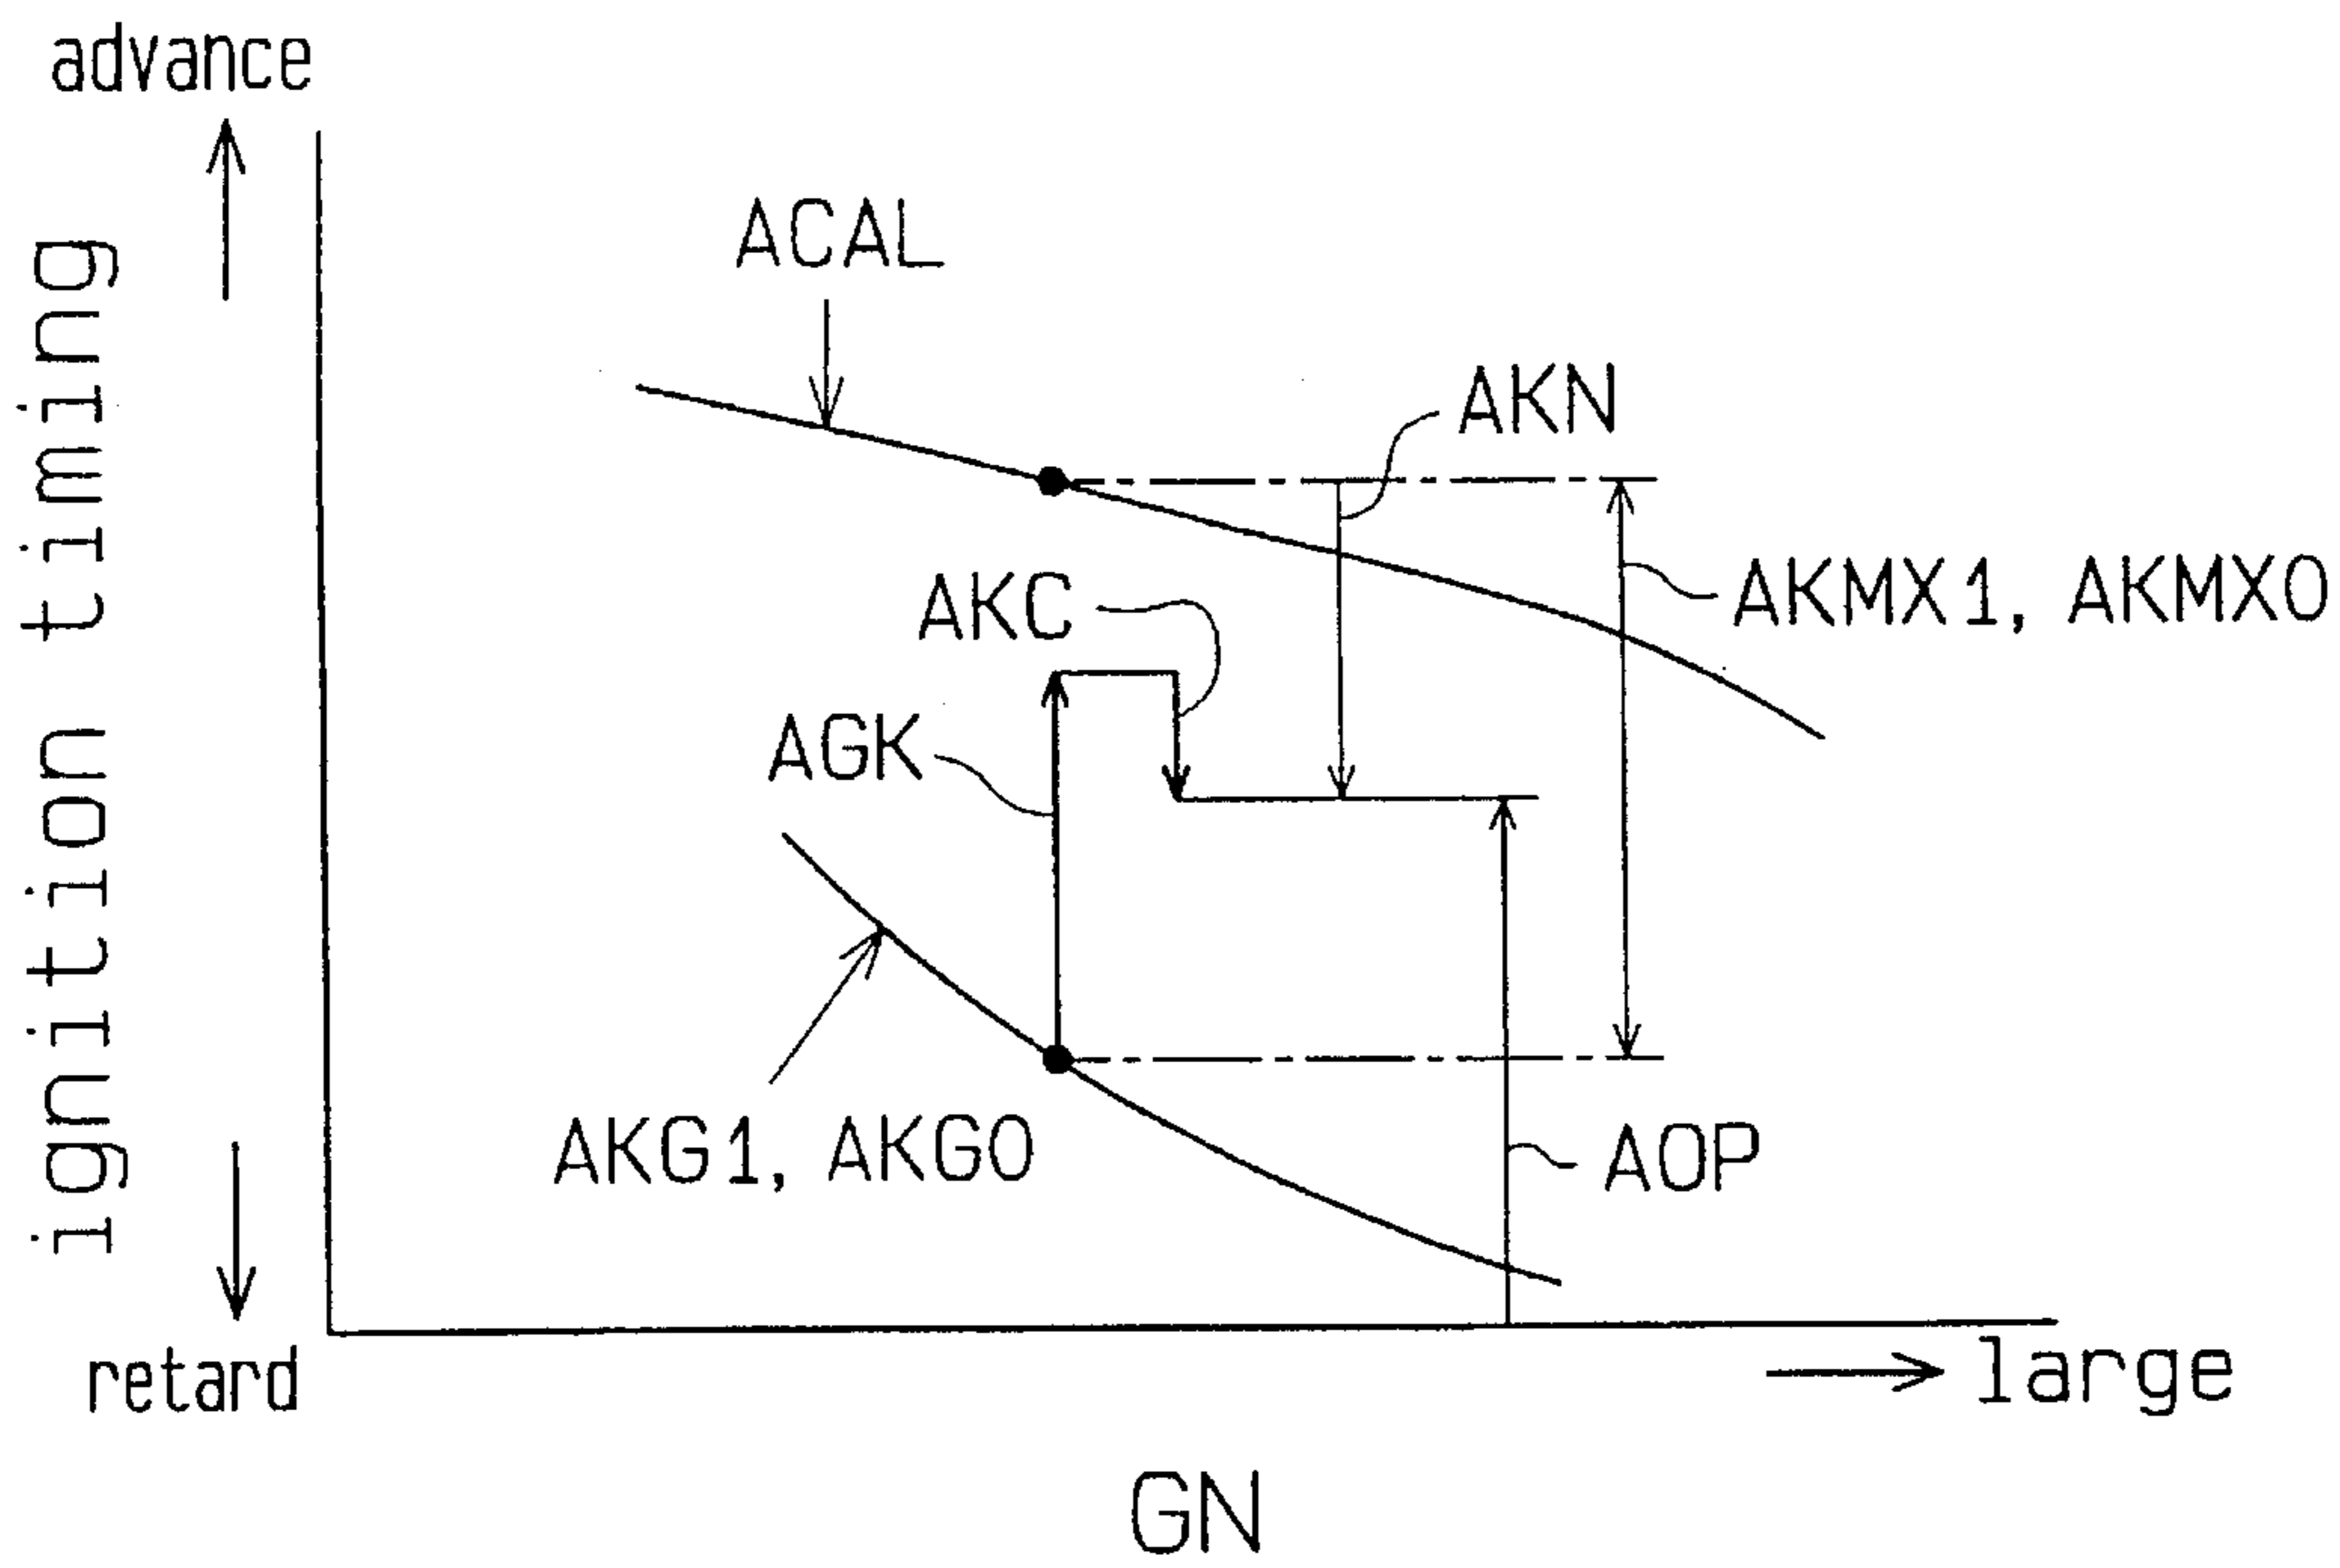 advance
ignition timing
ACAL
AKN
AKC
AKMX1, AKMX0
AGK
AKG1, AKG0
AOP
retard
large
GN